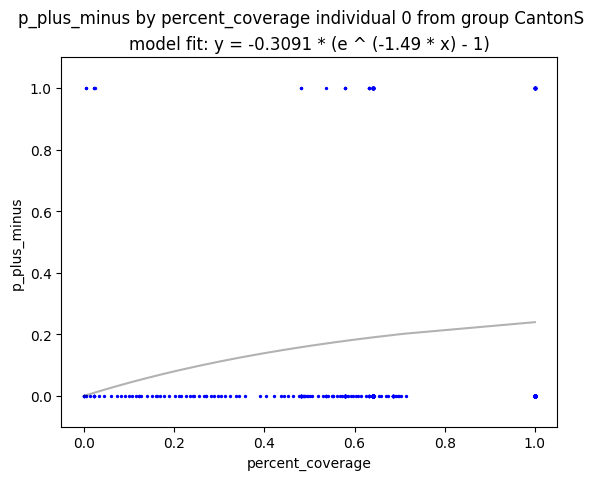 p_plus_minus by percent_coverage individual 0 from group CantonS
model fit: y = -0.3091 * (e ^ (-1.49 * x) - 1)
1.0
0.8
0.6
0.4
0.2
0.0
p_plus_minus
0.0 0.2 0.4 0.6 0.8 1.0
percent_coverage